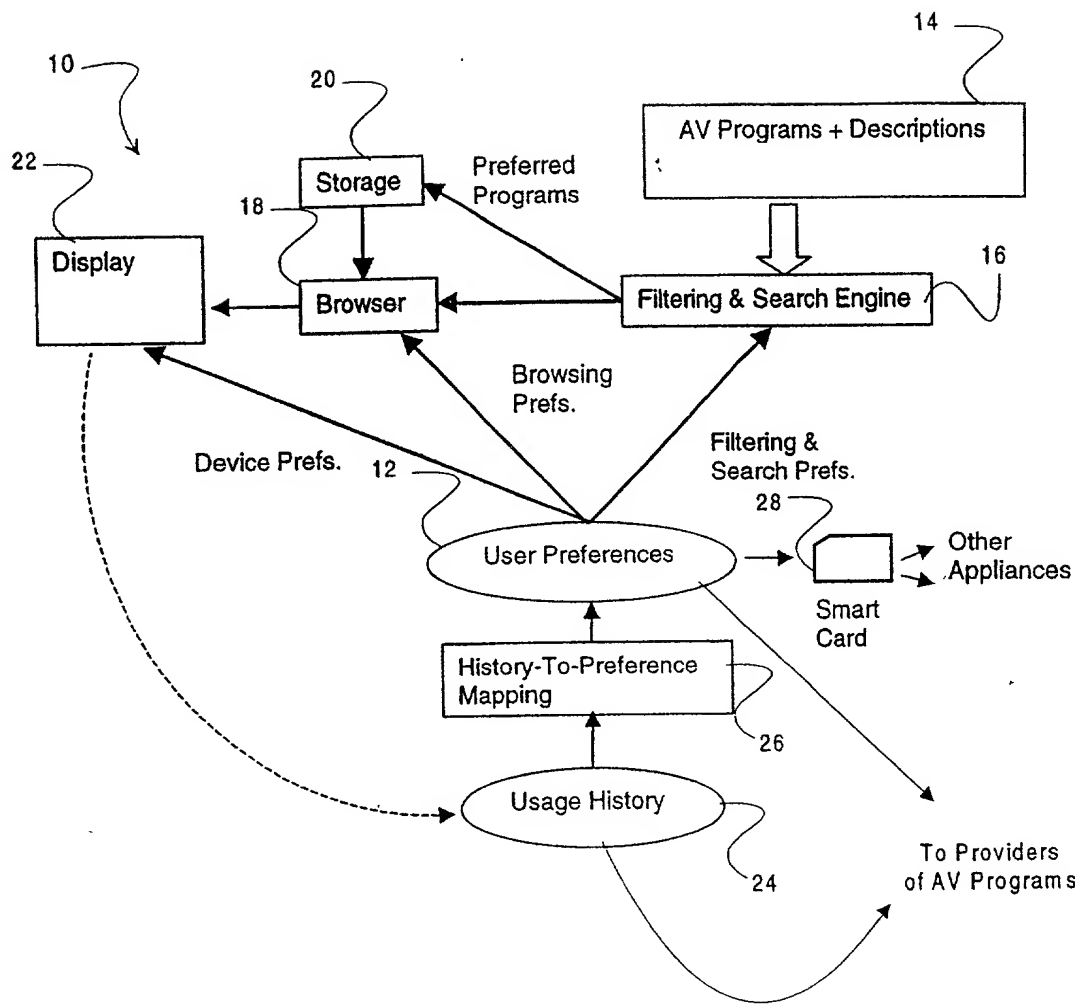 14
10
20
AV Programs + Descriptions
22
Preferred
Programs
Storage
18
Display
16
Browser
Filtering & Search Engine
Browsing
Prefs.
Device Prefs.
12
Filtering &
Search Prefs.
28
User Preferences
Other
Appliances
Smart
Card
History-To-Preference
Mapping
26
Usage History
24
To Providers
of AV Programs